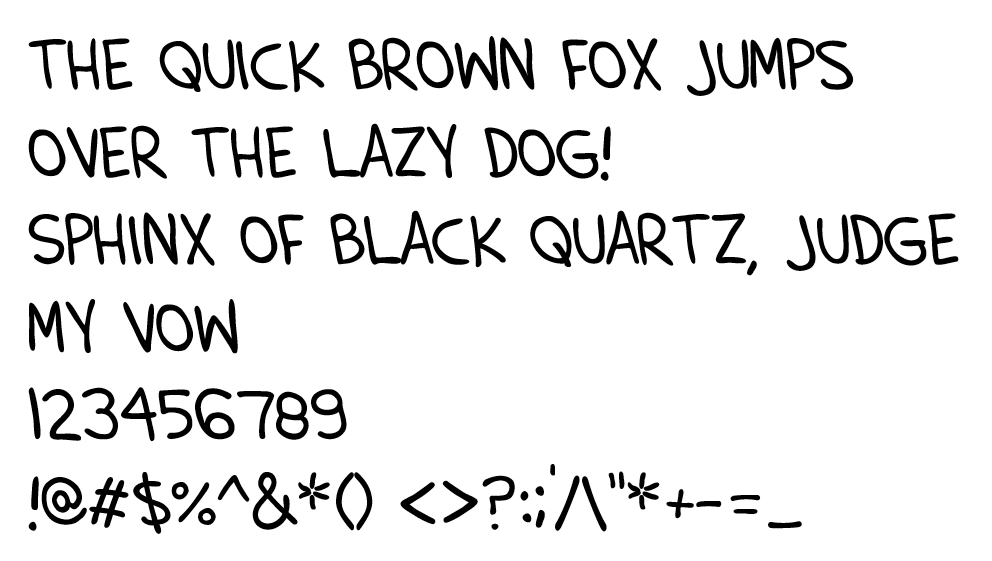 THE QUICK BROWN FOX JUMPS
OVER THE LAZY DOG!
SPHINX OF BLACK QUARTZ, JUDGE
MY VOW
123456789
!@#$%^&*() <>?:;'/\"*+-=_